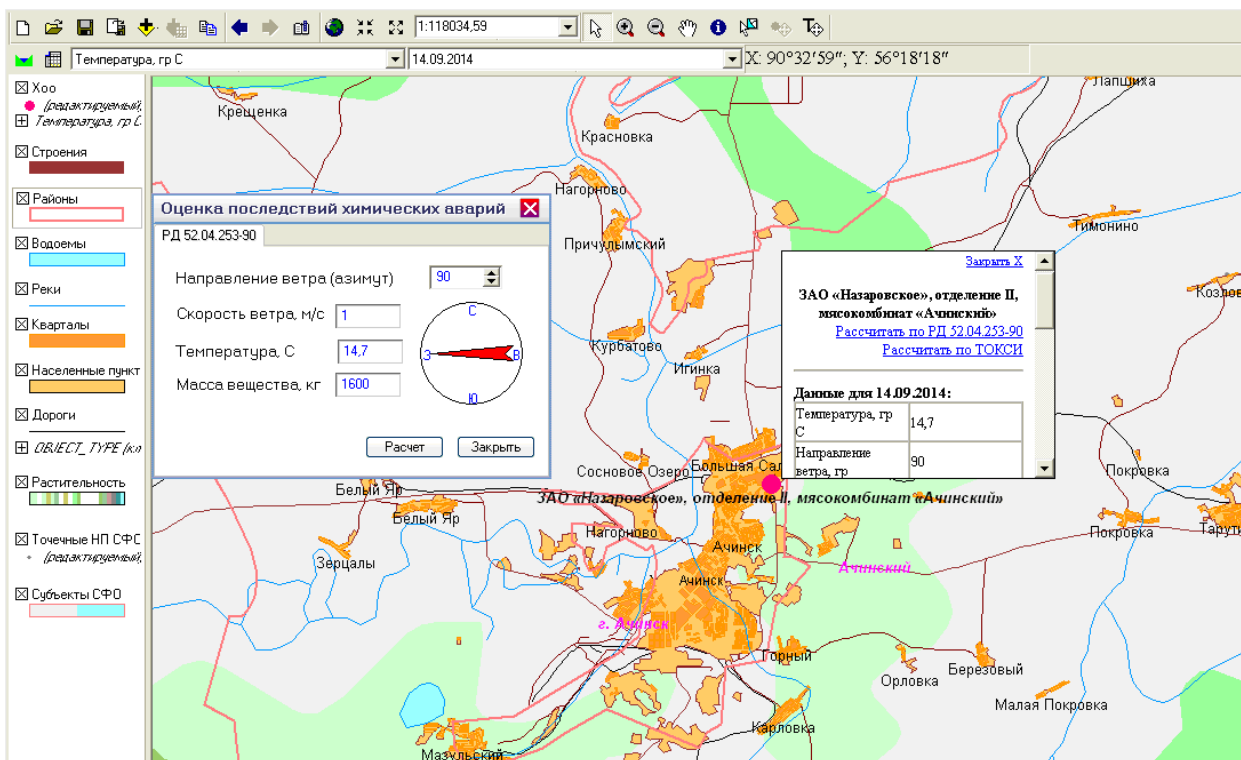 1:118034,59
Температура, гр С
14.09.2014
X: 90°32'59"; Y: 56°18'18"
Хоо
(редактируемый,
Температура, гр С
Строения
Районы
Водоемы
Реки
Кварталы
Населенные пункт
Дороги
OBJECT_TYPE (кл
Растительность
Точечные НП СФО
(редактируемый,
Субъекты СФО
Оценка последствий химических аварий
РД 52.04.253-90
Направление ветра (азимут)
90
Скорость ветра, м/с
1
Температура, С
14,7
Масса вещества, кг
1600
С
З
В
Ю
Расчет
Закрыть
Закрыть X
ЗАО «Назаровское», отделение II,
мясокомбинат «Ачинский»
Рассчитать по РД 52.04.253-90
Рассчитать по ТОКСИ
Данные для 14.09.2014:
Температура, гр
С
14,7
Направление
ветра, гр
90
Крещенка
Лапшиха
Красновка
Нагорново
Тимонино
Причулымский
Козлов
Курбатово
Игинка
Сосновое Озеро
Большая Сал
Покровка
Белый Яр
ЗАО «Назаровское», отделение II, мясокомбинат «Ачинский»
Белый Яр
Нагорново
Покровка
Тарути
Ачинск
Зерцалы
Ачинский
Ачинск
г. Ачинск
Горный
Березовый
Орловка
Малая Покровка
Карловка
Мазульский